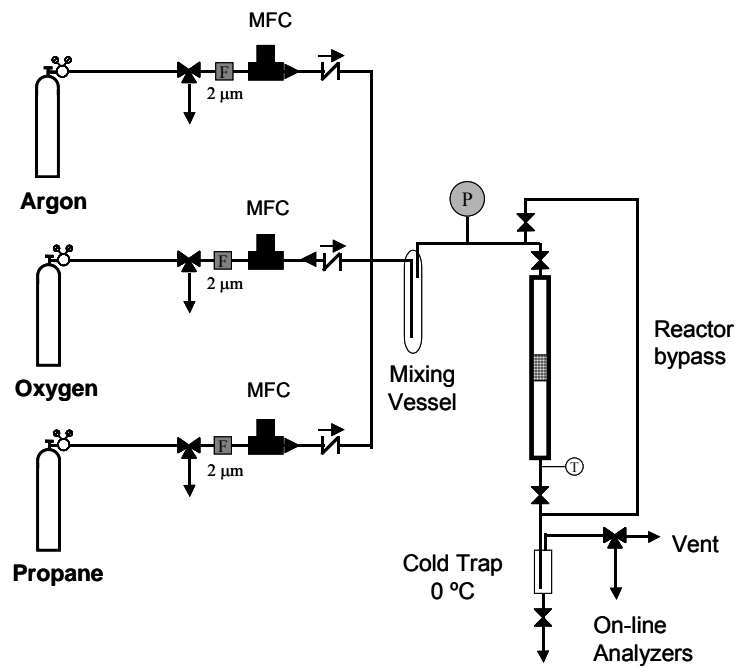 MFC
F
2 μm
Argon
MFC
P
F
2 μm
Oxygen
Mixing
Vessel
Reactor
bypass
MFC
F
2 μm
T
Propane
Cold Trap
0 ºC
Vent
On-line
Analyzers